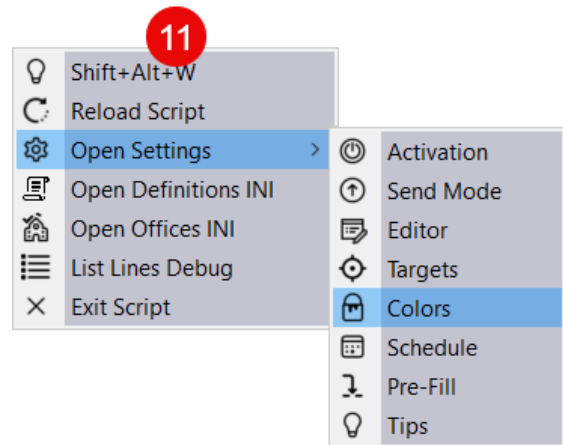 11
Shift+Alt+W
Reload Script
Open Settings
Open Definitions INI
Open Offices INI
List Lines Debug
Exit Script
Activation
Send Mode
Editor
Targets
Colors
Schedule
Pre-Fill
Tips